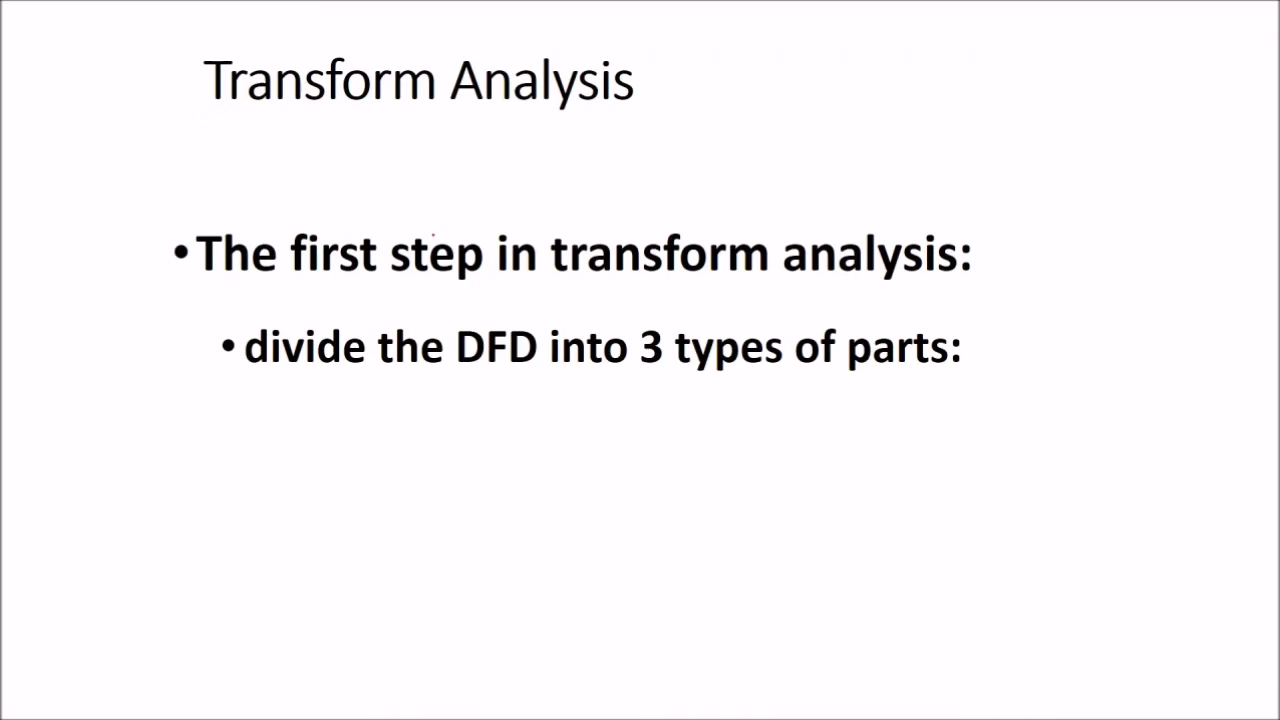 Transform Analysis
•The first step in transform analysis:
•divide the DFD into 3 types of parts: